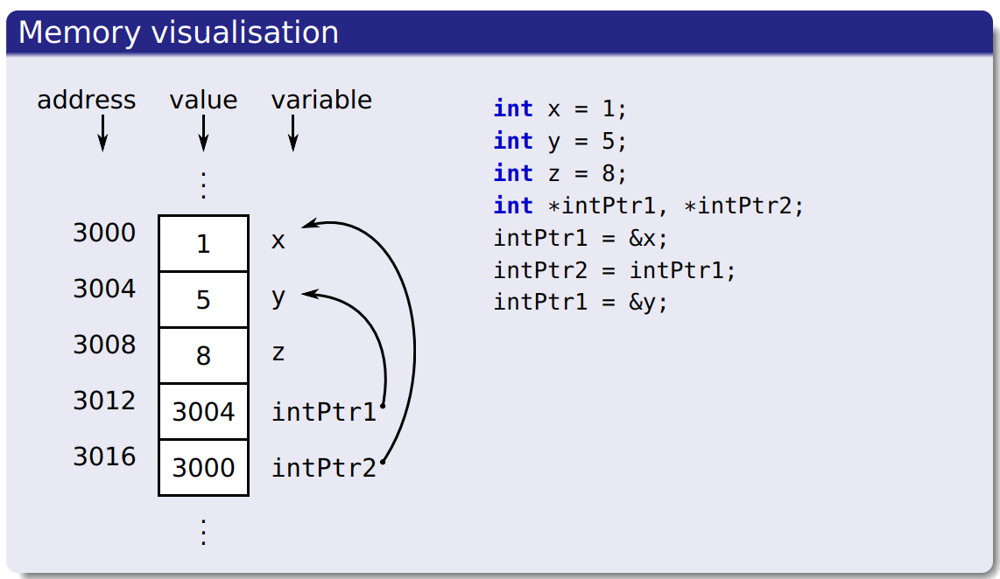 Memory visualisation
address value variable
⋮
3000 1 x
3004 5 y
3008 8 z
3012 3004 intPtr1
3016 3000 intPtr2
⋮
int x = 1;
int y = 5;
int z = 8;
int *intPtr1, *intPtr2;
intPtr1 = &x;
intPtr2 = intPtr1;
intPtr1 = &y;